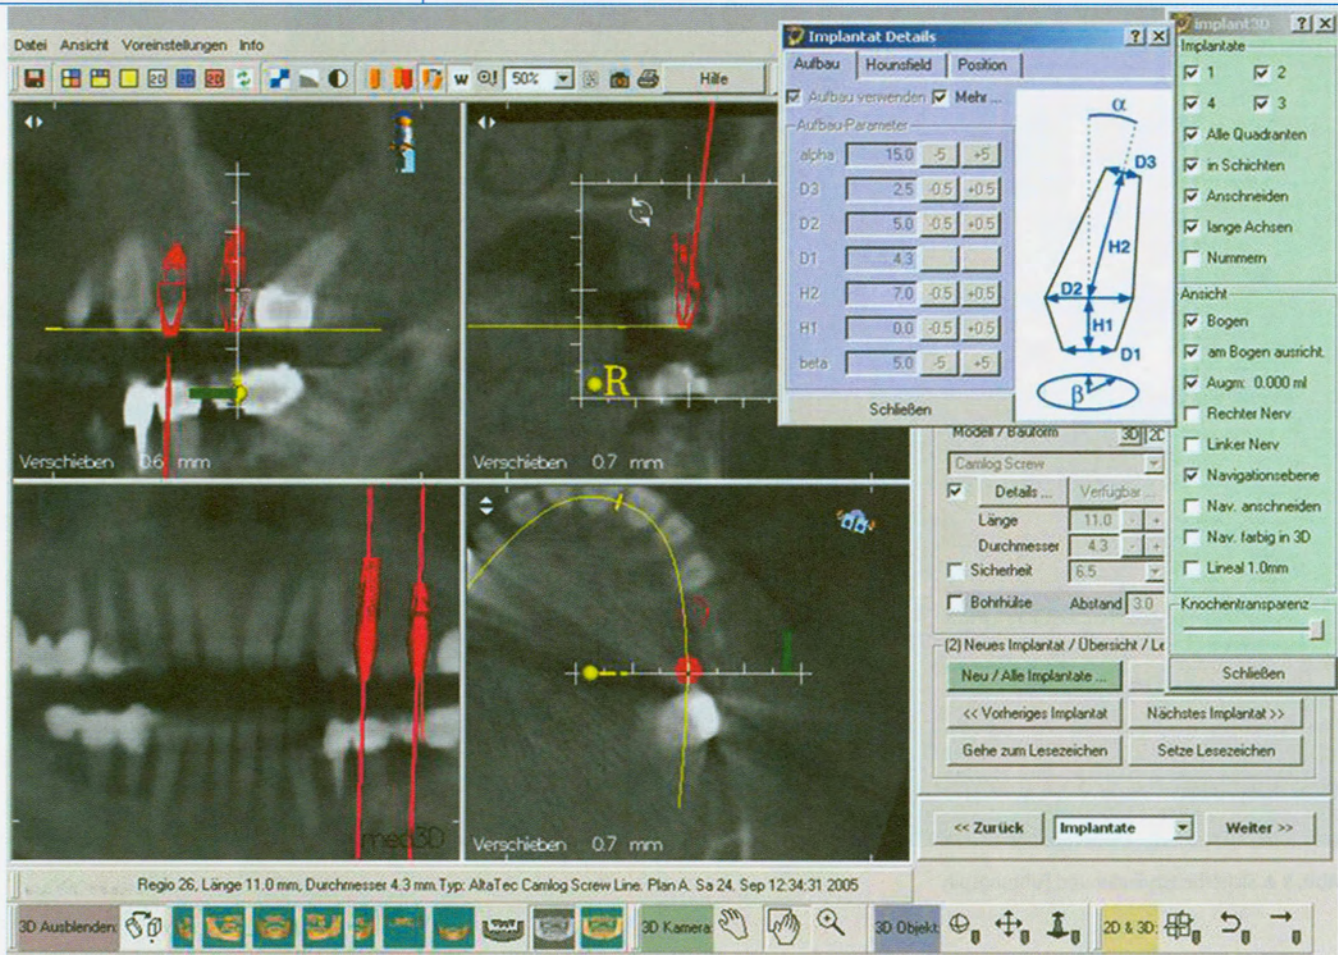 Datei Ansicht Voreinstellungen Info
2D 2D 2D w 50% Hilfe
Verschieben 0.6 mm
R
Verschieben 0.7 mm
med3D
Verschieben 0.7 mm
Implantat Details
Aufbau Hounsfield Position
Aufbau verwenden Mehr ...
Aufbau-Parameter
alpha 15.0 -5 +5
D3 2.5 -0.5 +0.5
D2 5.0 -0.5 +0.5
D1 4.3
H2 7.0 -0.5 +0.5
H1 0.0 -0.5 +0.5
beta 5.0 -5 +5
Schließen
α
D3
H2
D2
H1
D1
β
Modell / Bauform 3D 2D
Camlog Screw
Details ... Verfügbar ...
Länge 11.0 - +
Durchmesser 4.3 - +
Sicherheit 6.5
Bohrhülse Abstand 3.0
(2) Neues Implantat / Übersicht / Le
Neu / Alle Implantate ...
<< Vorheriges Implantat Nächstes Implantat >>
Gehe zum Lesezeichen Setze Lesezeichen
<< Zurück Implantate Weiter >>
implant3D
Implantate
1 2
4 3
Alle Quadranten
in Schichten
Anschneiden
lange Achsen
Nummern
Ansicht
Bogen
am Bogen ausricht.
Augm: 0.000 ml
Rechter Nerv
Linker Nerv
Navigationsebene
Nav. anschneiden
Nav. farbig in 3D
Lineal 1.0mm
Knochentransparenz
Schließen
Regio 26, Länge 11.0 mm, Durchmesser 4.3 mm.Typ: AltaTec Camlog Screw Line. Plan A. Sa 24. Sep 12:34:31 2005
3D Ausblenden: 3D Kamera: 3D Objekt: 2D & 3D: